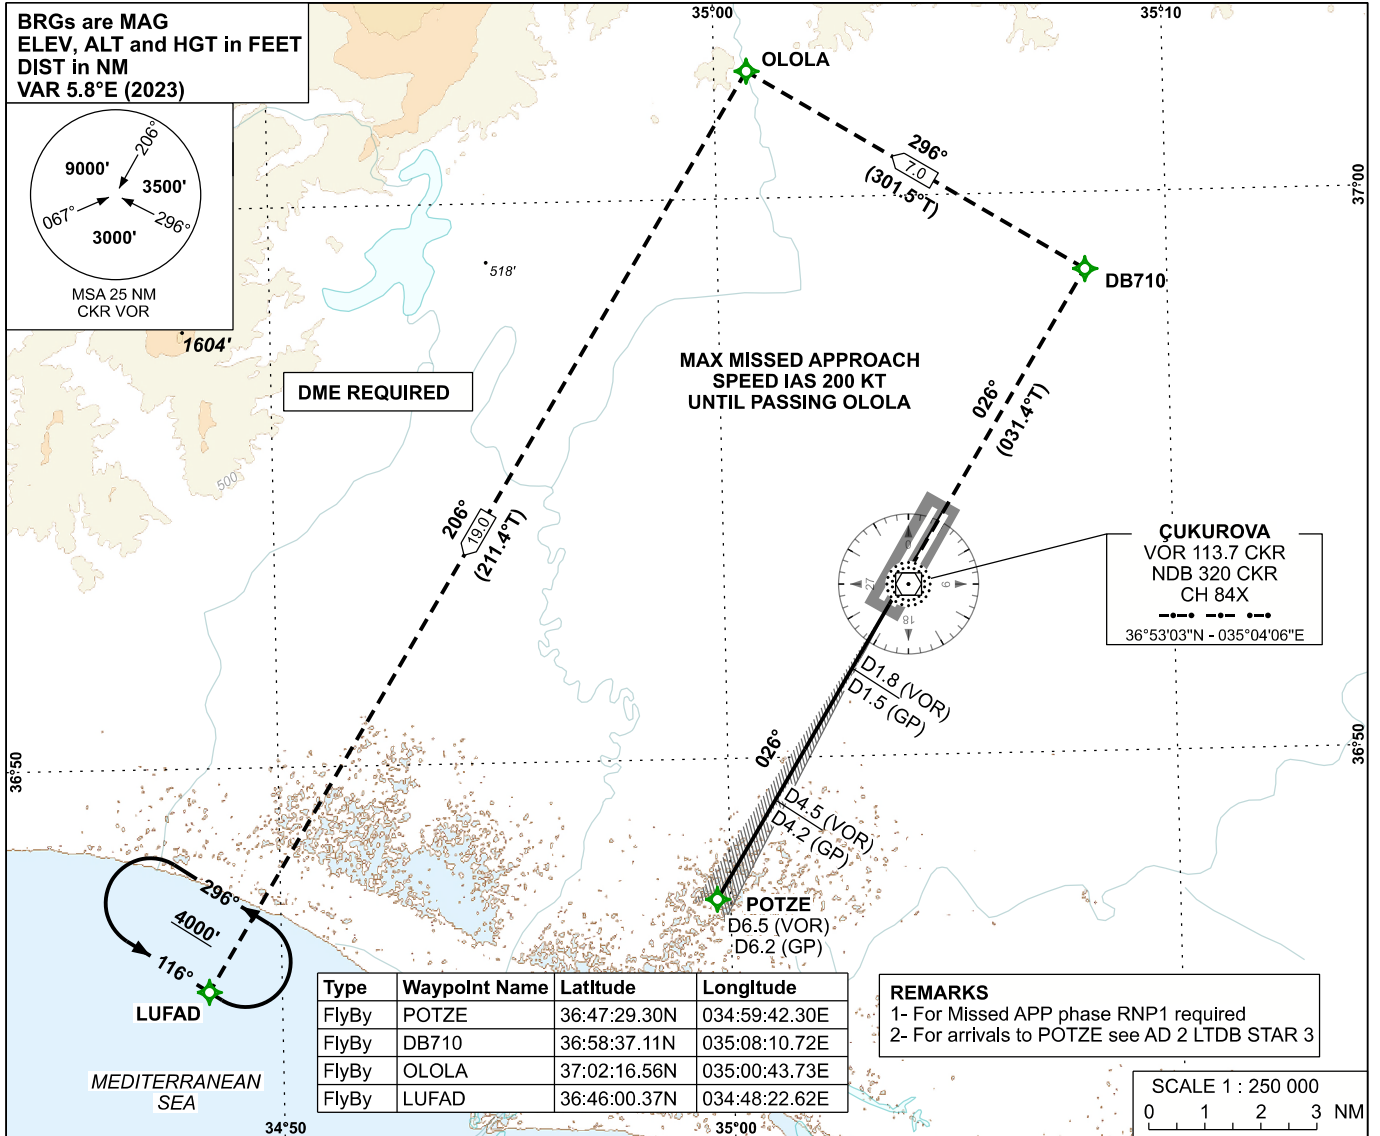 BRGs are MAG
ELEV, ALT and HGT in FEET
DIST in NM
VAR 5.8°E (2023)
206°
9000'
3500'
067°
296°
3000'
MSA 25 NM
CKR VOR
35°00'
35°10'
OLOLA
296°
7.0
(301.5°T)
37°00'
DB710
518'
1604'
DME REQUIRED
MAX MISSED APPROACH
SPEED IAS 200 KT
UNTIL PASSING OLOLA
026°
(031.4°T)
500
206°
19.0
(211.4°T)
0
27
9
18
ÇUKUROVA
VOR 113.7 CKR
NDB 320 CKR
CH 84X
36°53'03"N - 035°04'06"E
D1.8 (VOR)
D1.5 (GP)
026°
36°50'
36°50'
D4.5 (VOR)
D4.2 (GP)
POTZE
D6.5 (VOR)
D6.2 (GP)
296°
4000'
116°
LUFAD
MEDITERRANEAN
SEA
Type Waypoint Name Latitude Longitude
FlyBy POTZE 36:47:29.30N 034:59:42.30E
FlyBy DB710 36:58:37.11N 035:08:10.72E
FlyBy OLOLA 37:02:16.56N 035:00:43.73E
FlyBy LUFAD 36:46:00.37N 034:48:22.62E
REMARKS
1- For Missed APP phase RNP1 required
2- For arrivals to POTZE see AD 2 LTDB STAR 3
SCALE 1 : 250 000
0 1 2 3 NM
34°50'
35°00'